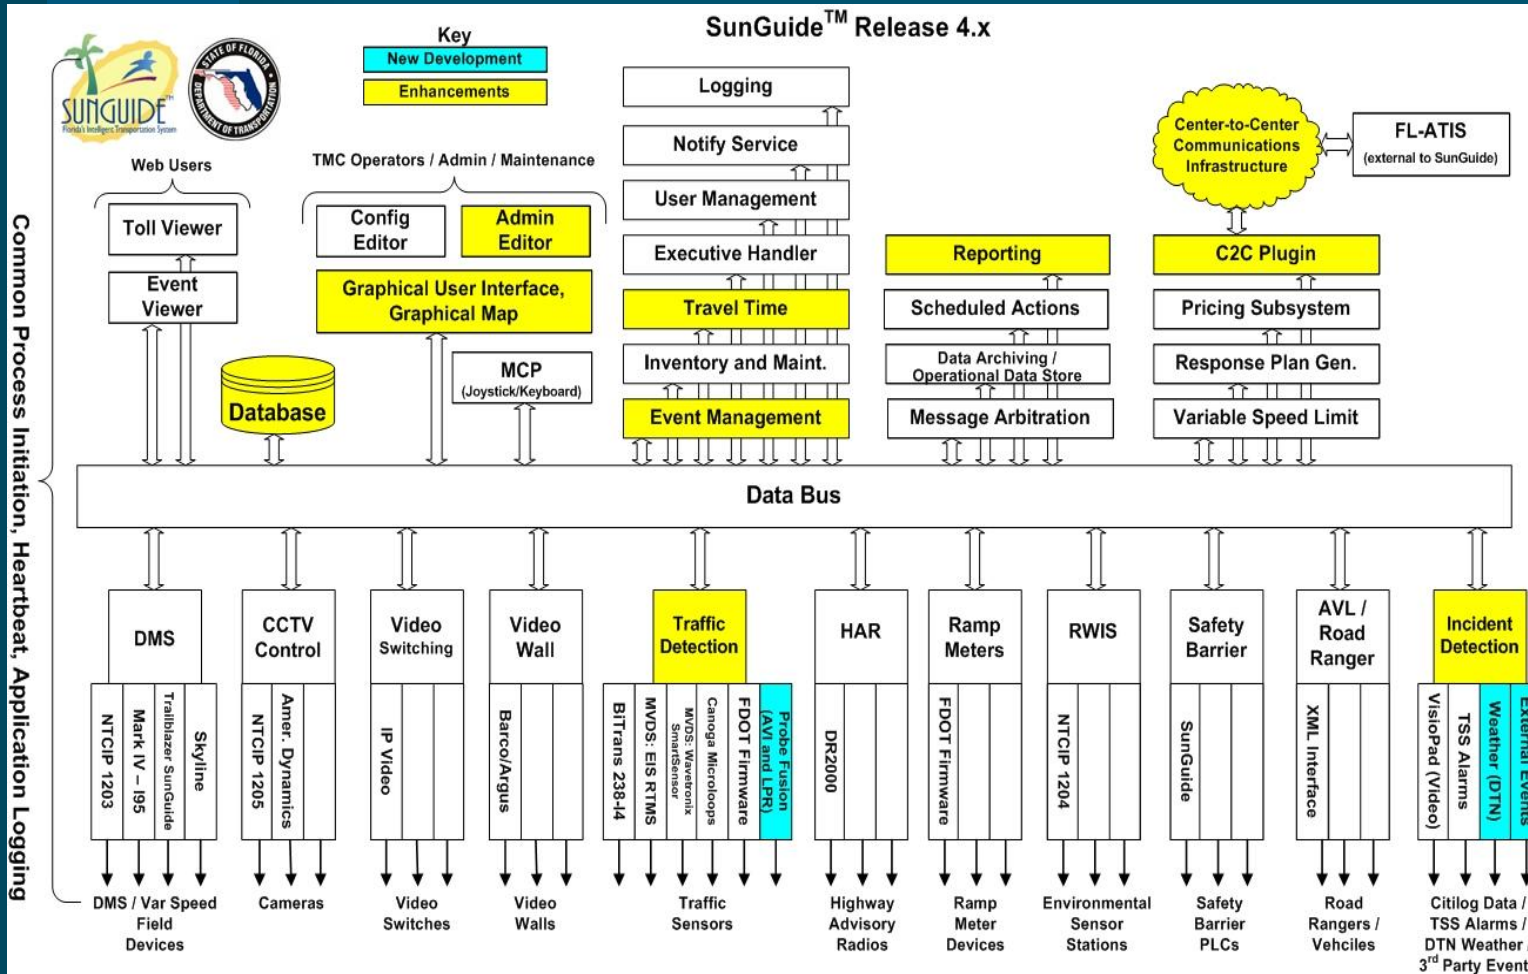 SunGuide™ Release 4.x
Key
New Development
Enhancements
SUNGUIDE™
Florida's Intelligent Transportation System
STATE OF FLORIDA
DEPARTMENT OF TRANSPORTATION
Common Process Initiation, Heartbeat, Application Logging
Web Users
Toll Viewer
Event
Viewer
TMC Operators / Admin / Maintenance
Config
Editor
Admin
Editor
Graphical User Interface,
Graphical Map
MCP
(Joystick/Keyboard)
Database
Logging
Notify Service
User Management
Executive Handler
Travel Time
Inventory and Maint.
Event Management
Reporting
Scheduled Actions
Data Archiving /
Operational Data Store
Message Arbitration
Center-to-Center
Communications
Infrastructure
FL-ATIS
(external to SunGuide)
C2C Plugin
Pricing Subsystem
Response Plan Gen.
Variable Speed Limit
Data Bus
DMS
NTCIP 1203
Mark IV – I95
Trailblazer SunGuide
Skyline
DMS / Var Speed
Field
Devices
CCTV
Control
NTCIP 1205
Amer. Dynamics
Cameras
Video
Switching
IP Video
Video
Switches
Video
Wall
Barco/Argus
Video
Walls
Traffic
Detection
BiTrans 238-I4
MVDS: EIS RTMS
MVDS: Wavetronix
SmartSensor
Canoga Microloops
FDOT Firmware
Probe Fusion
(AVI and LPR)
Traffic
Sensors
HAR
DR2000
Highway
Advisory
Radios
Ramp
Meters
FDOT Firmware
Ramp
Meter
Devices
RWIS
NTCIP 1204
Environmental
Sensor
Stations
Safety
Barrier
SunGuide
Safety
Barrier
PLCs
AVL /
Road
Ranger
XML Interface
Road
Rangers /
Vehciles
Incident
Detection
VisioPad (Video)
TSS Alarms
Weather (DTN)
External Events
Citilog Data /
TSS Alarms /
DTN Weather /
3rd Party Event